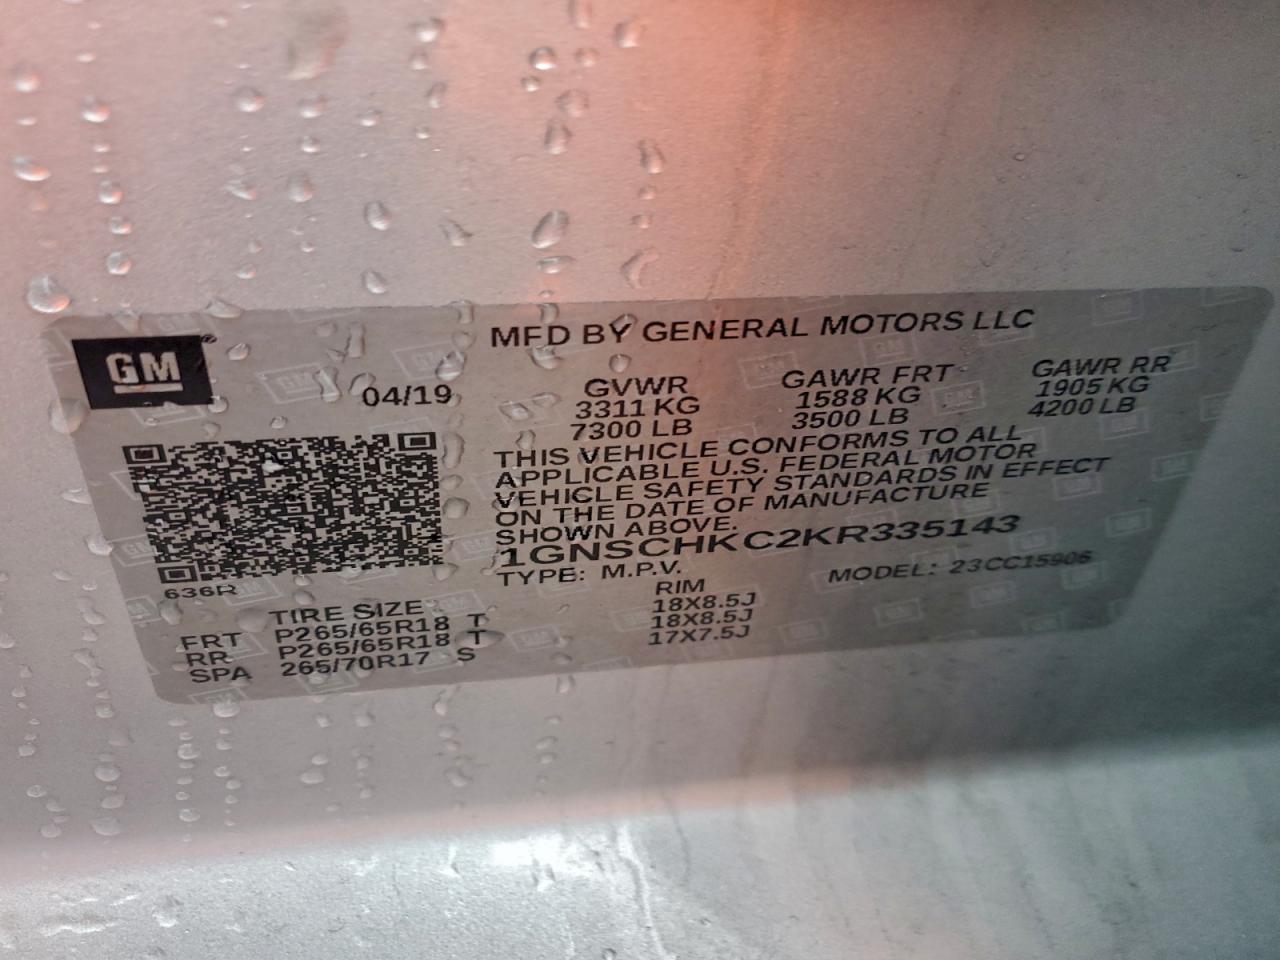 GM
MFD BY GENERAL MOTORS LLC
04/19
GVWR GAWR FRT GAWR RR
3311 KG 1588 KG 1905 KG
7300 LB 3500 LB 4200 LB
THIS VEHICLE CONFORMS TO ALL
APPLICABLE U.S. FEDERAL MOTOR
VEHICLE SAFETY STANDARDS IN EFFECT
ON THE DATE OF MANUFACTURE
SHOWN ABOVE.
1GNSCHKC2KR335143
TYPE: M.P.V. MODEL: 23CC15906
636R
TIRE SIZE RIM
FRT P265/65R18 T 18X8.5J
RR P265/65R18 T 18X8.5J
SPA 265/70R17 S 17X7.5J